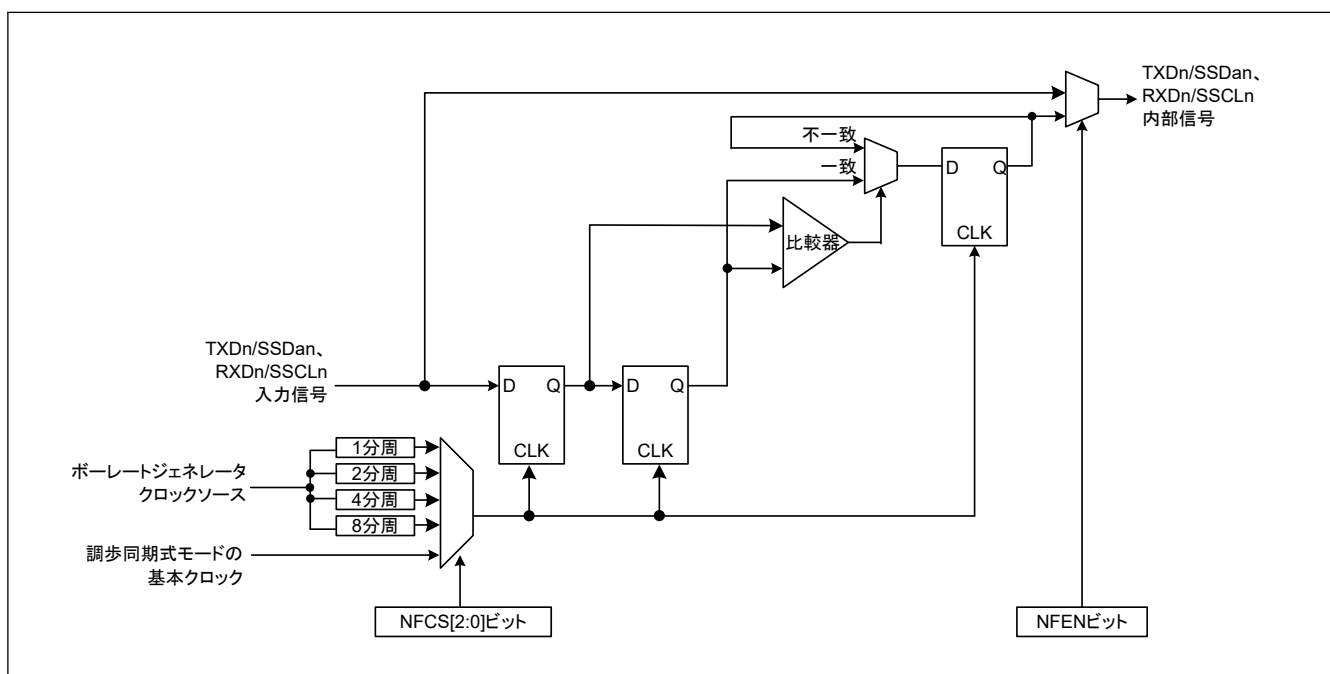 TXDn/SSDan、
RXDn/SSCLn
内部信号
不一致
一致
D Q
CLK
比較器
TXDn/SSDan、
RXDn/SSCLn
入力信号
D Q
CLK
D Q
CLK
ボーレートジェネレータ
クロックソース
1分周
2分周
4分周
8分周
調歩同期式モードの
基本クロック
NFCS[2:0]ビット
NFENビット